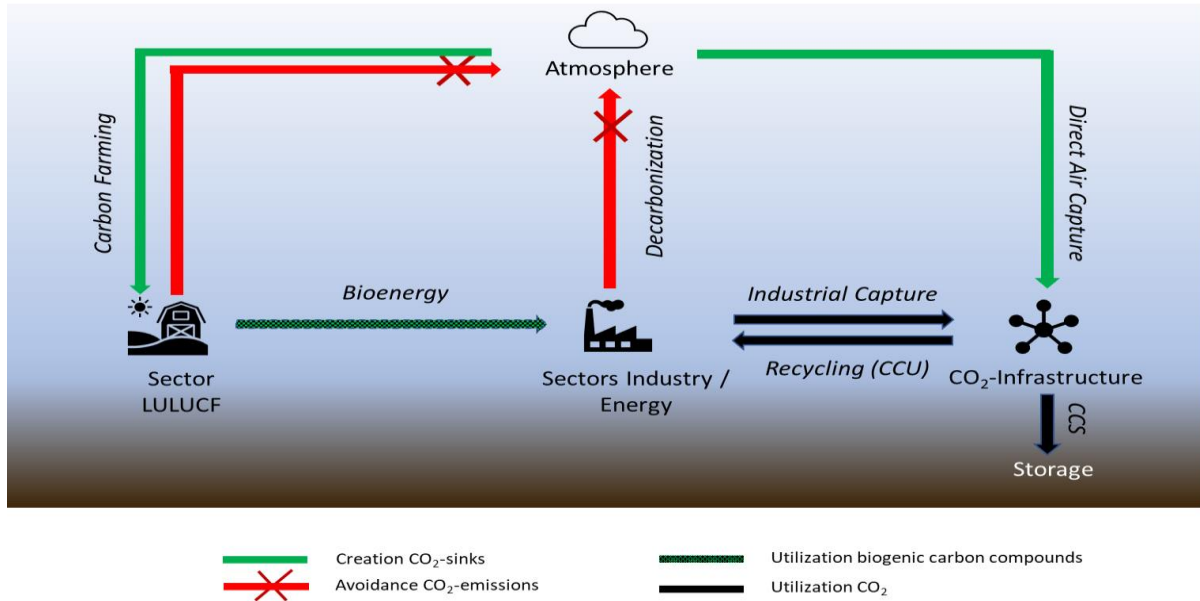 Atmosphere
Carbon Farming
Decarbonization
Direct Air Capture
Bioenergy
Industrial Capture
Recycling (CCU)
Sector
LULUCF
Sectors Industry /
Energy
CO₂-Infrastructure
CCS
Storage
Creation CO₂-sinks
Utilization biogenic carbon compounds
Avoidance CO₂-emissions
Utilization CO₂